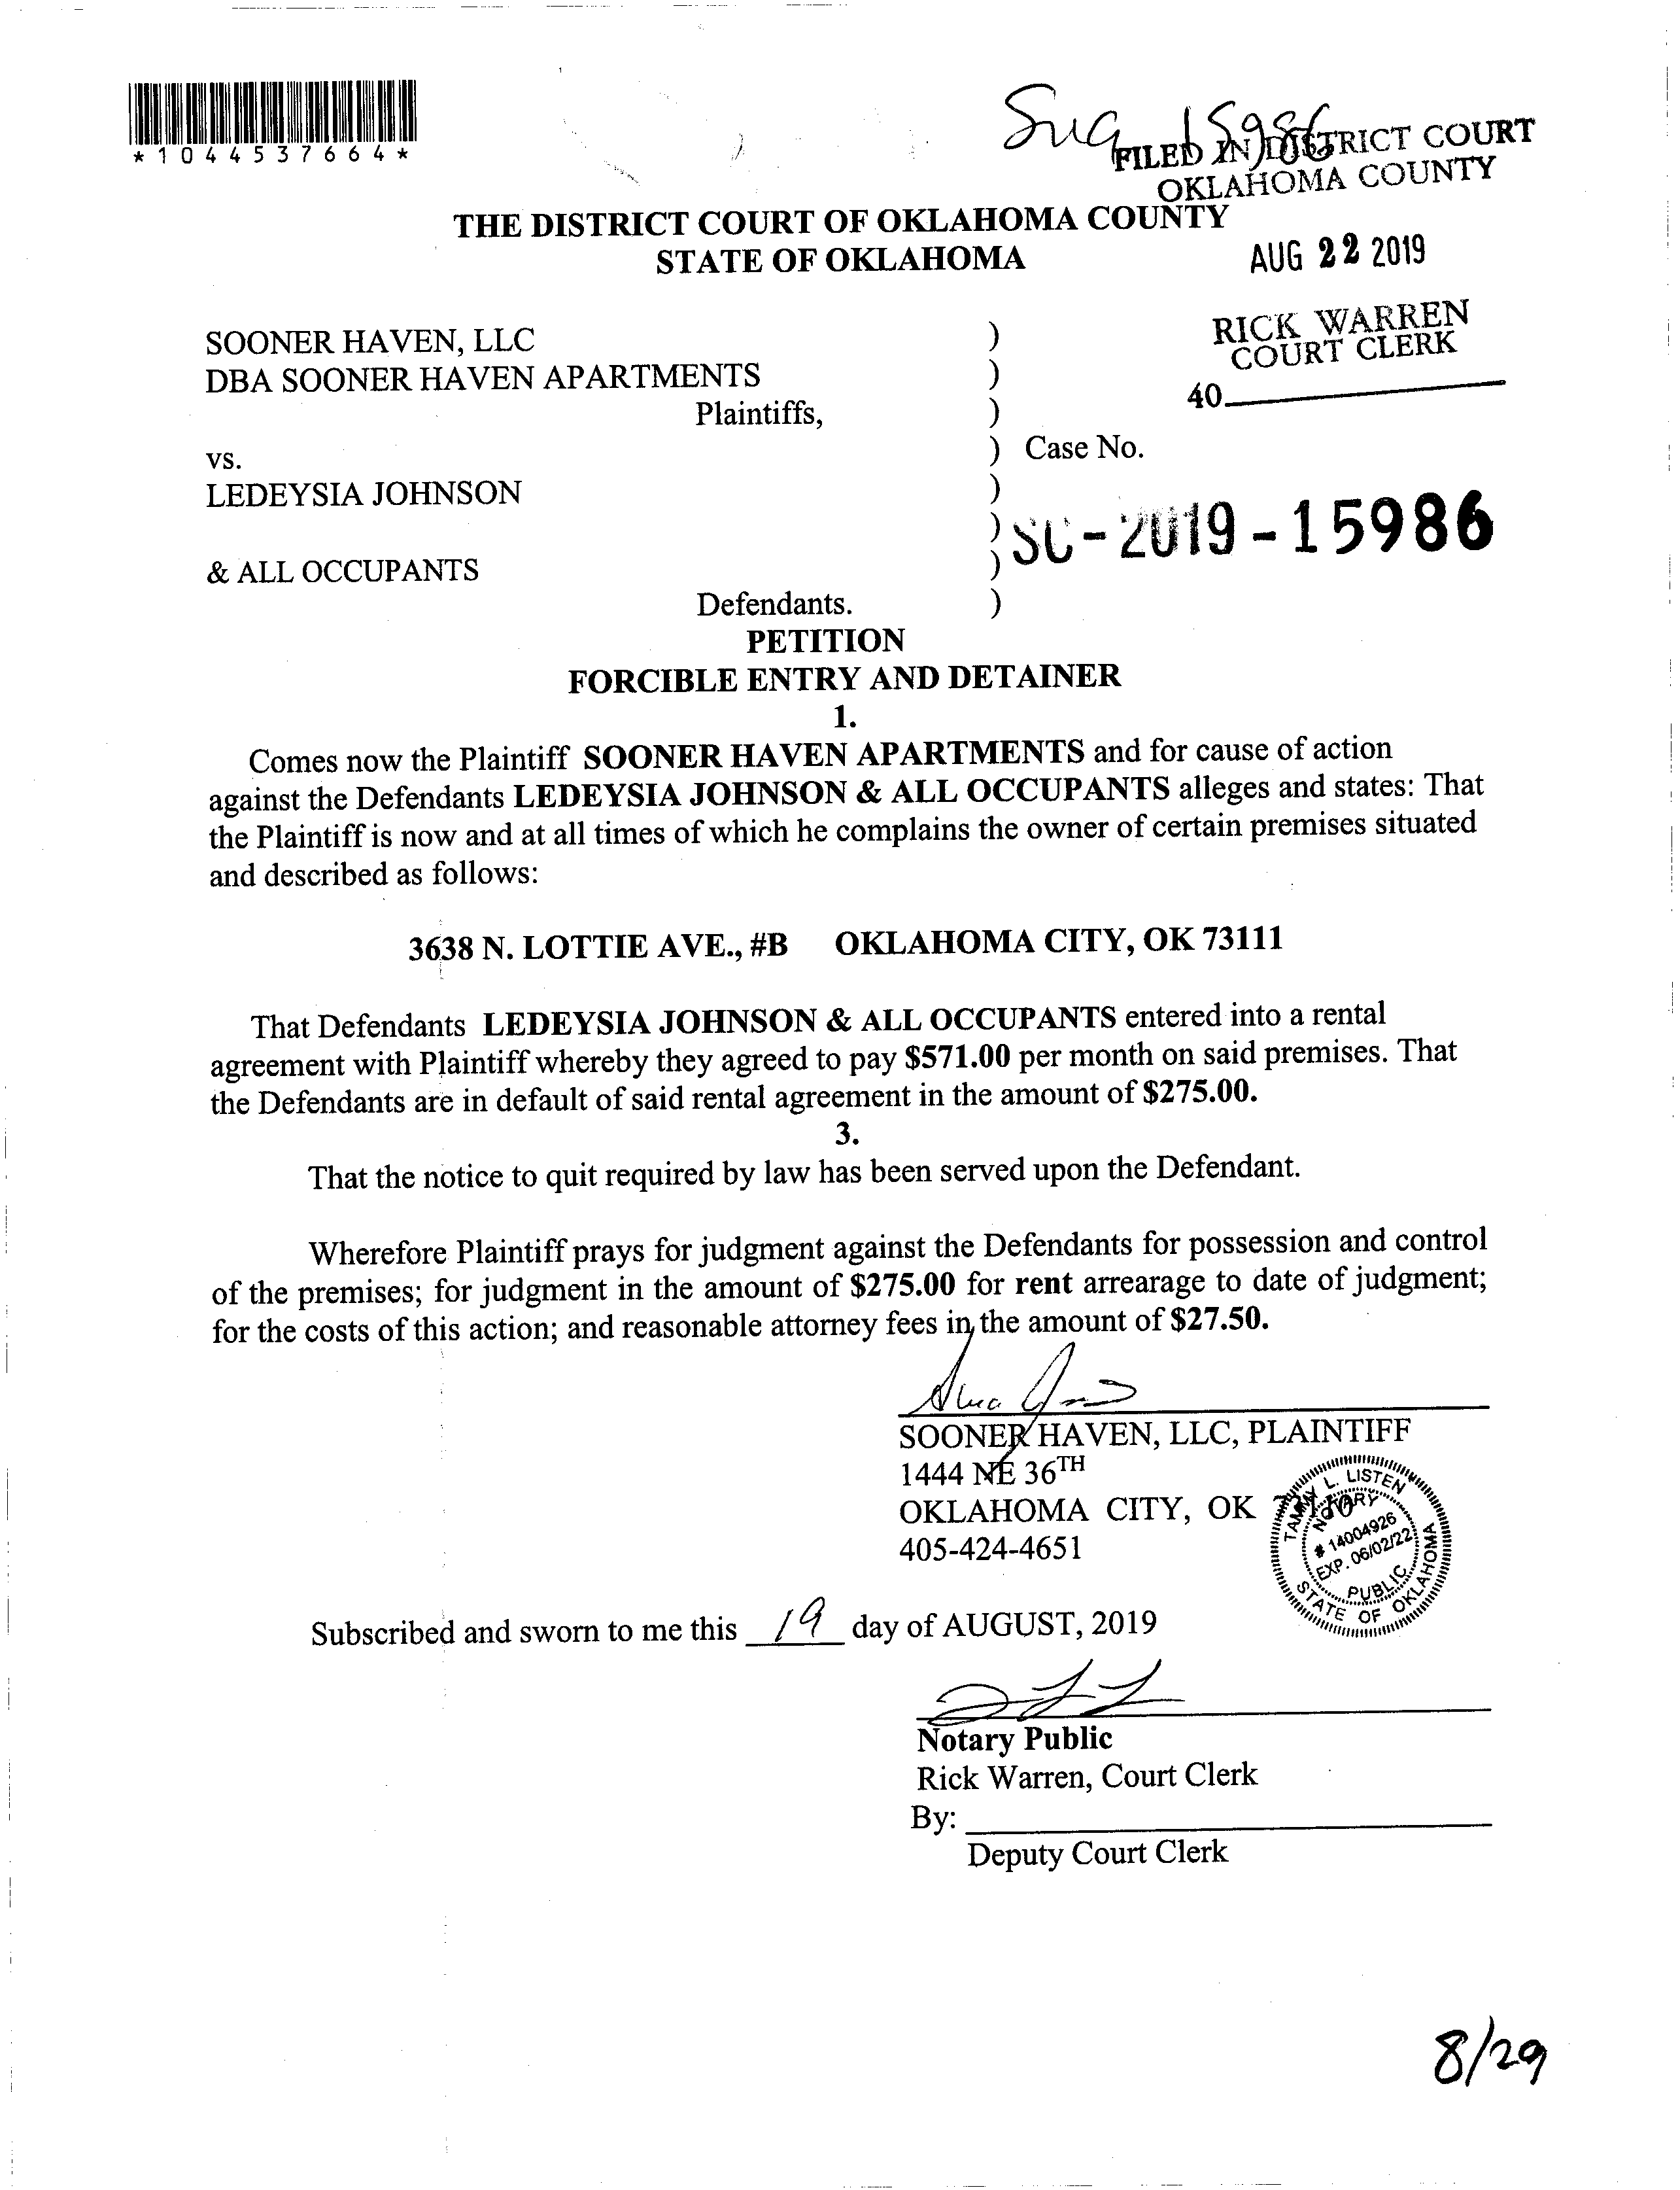 *1044537664*
15986
FILED IN DISTRICT COURT
OKLAHOMA COUNTY
THE DISTRICT COURT OF OKLAHOMA COUNTY
STATE OF OKLAHOMA
AUG 22 2019
RICK WARREN
COURT CLERK
40
SOONER HAVEN, LLC )
DBA SOONER HAVEN APARTMENTS )
Plaintiffs, )
vs. ) Case No.
LEDEYSIA JOHNSON )
) SC-2019-15986
& ALL OCCUPANTS )
Defendants. )
PETITION
FORCIBLE ENTRY AND DETAINER
1.
Comes now the Plaintiff SOONER HAVEN APARTMENTS and for cause of action
against the Defendants LEDEYSIA JOHNSON & ALL OCCUPANTS alleges and states: That
the Plaintiff is now and at all times of which he complains the owner of certain premises situated
and described as follows:
3638 N. LOTTIE AVE., #B OKLAHOMA CITY, OK 73111
That Defendants LEDEYSIA JOHNSON & ALL OCCUPANTS entered into a rental
agreement with Plaintiff whereby they agreed to pay $571.00 per month on said premises. That
the Defendants are in default of said rental agreement in the amount of $275.00.
3.
That the notice to quit required by law has been served upon the Defendant.
Wherefore Plaintiff prays for judgment against the Defendants for possession and control
of the premises; for judgment in the amount of $275.00 for rent arrearage to date of judgment;
for the costs of this action; and reasonable attorney fees in the amount of $27.50.
SOONER HAVEN, LLC, PLAINTIFF
1444 NE 36TH
OKLAHOMA CITY, OK
405-424-4651
TAMMY L. LISTEN
NOTARY
# 14004926
EXP. 06/02/22
PUBLIC
STATE OF OKLAHOMA
Subscribed and sworn to me this 19 day of AUGUST, 2019
Notary Public
Rick Warren, Court Clerk
By:
Deputy Court Clerk
8/29